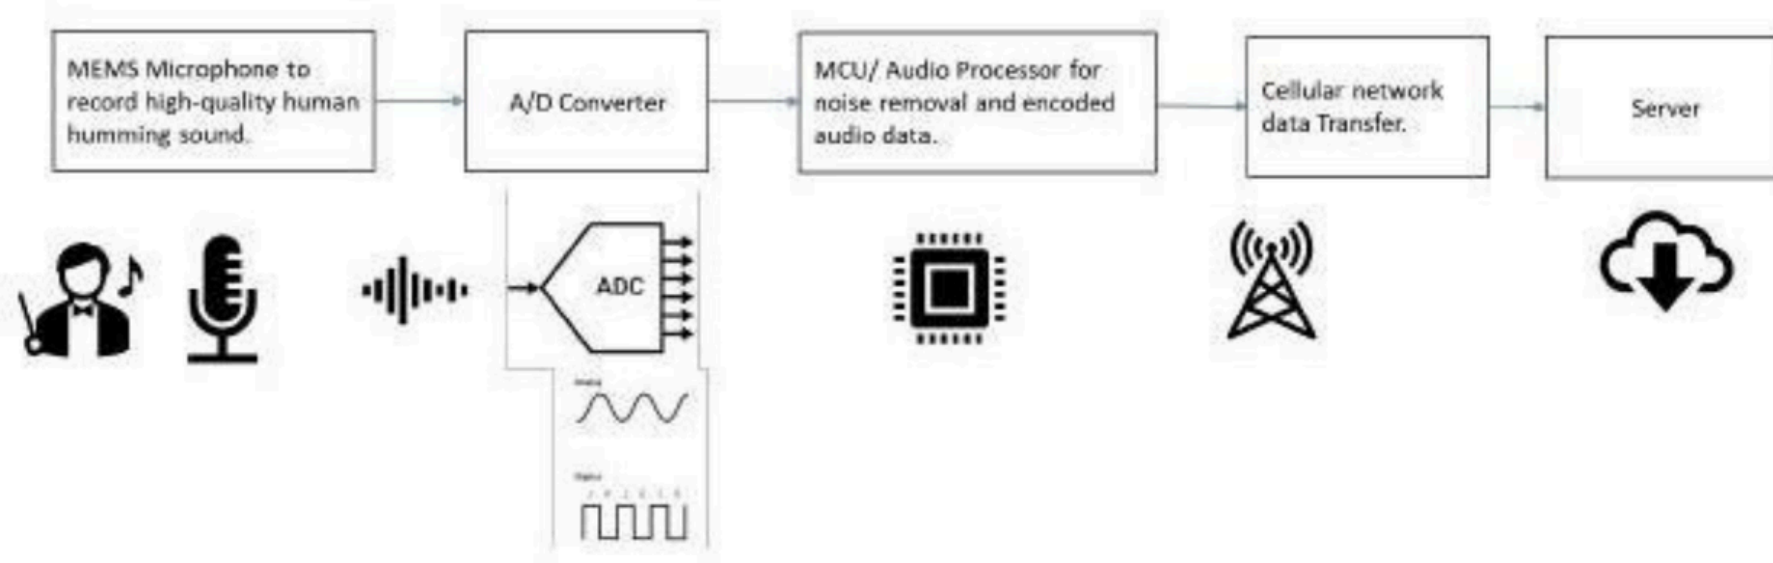 MEMS Microphone to
record high-quality human
humming sound.
A/D Converter
MCU/ Audio Processor for
noise removal and encoded
audio data.
Cellular network
data Transfer.
Server
ADC